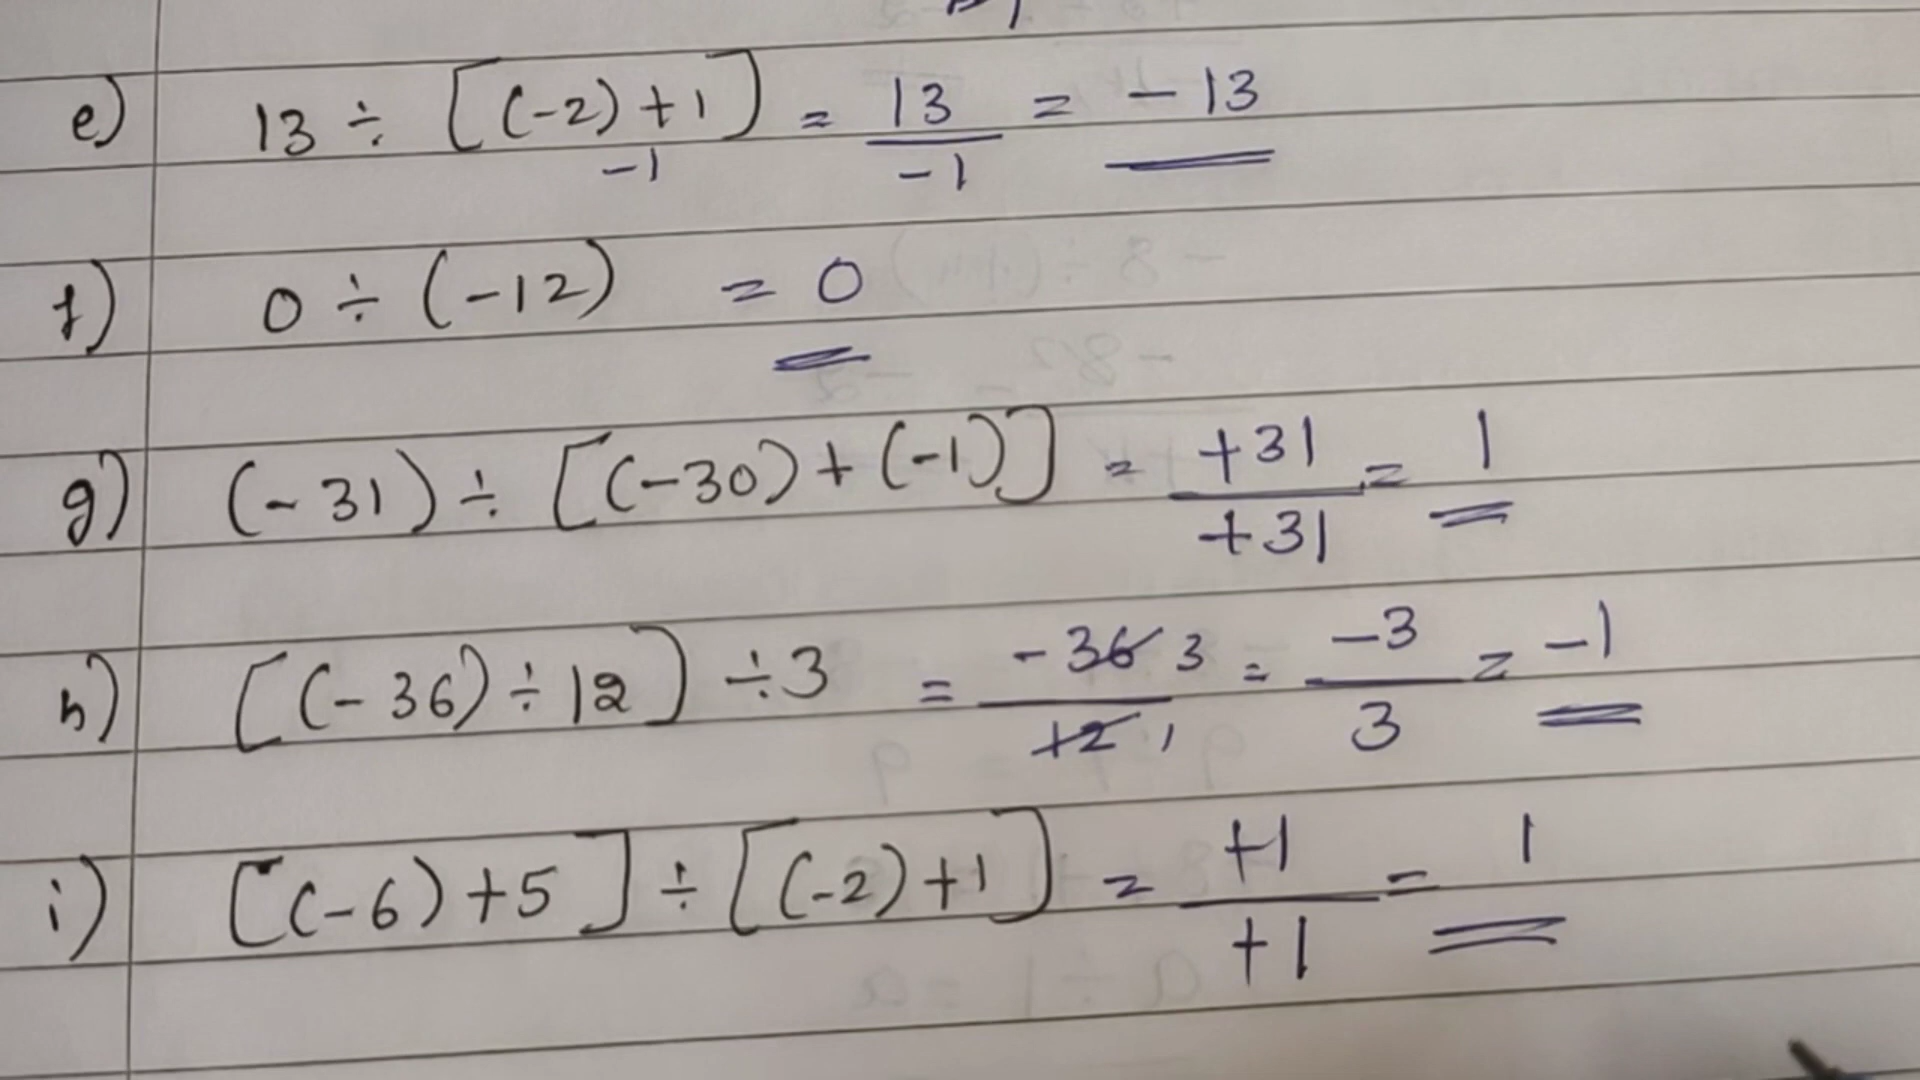 e) 13 ÷ [(-2)+1] = 13/-1 = -13
-1
f) 0 ÷ (-12) = 0
g) (-31) ÷ [(-30)+(-1)] = +31/+31 = 1
h) [(-36) ÷ 12] ÷ 3 = -36 3/12 1 = -3/3 = -1
i) [(-6)+5] ÷ [(-2)+1] = +1/+1 = 1